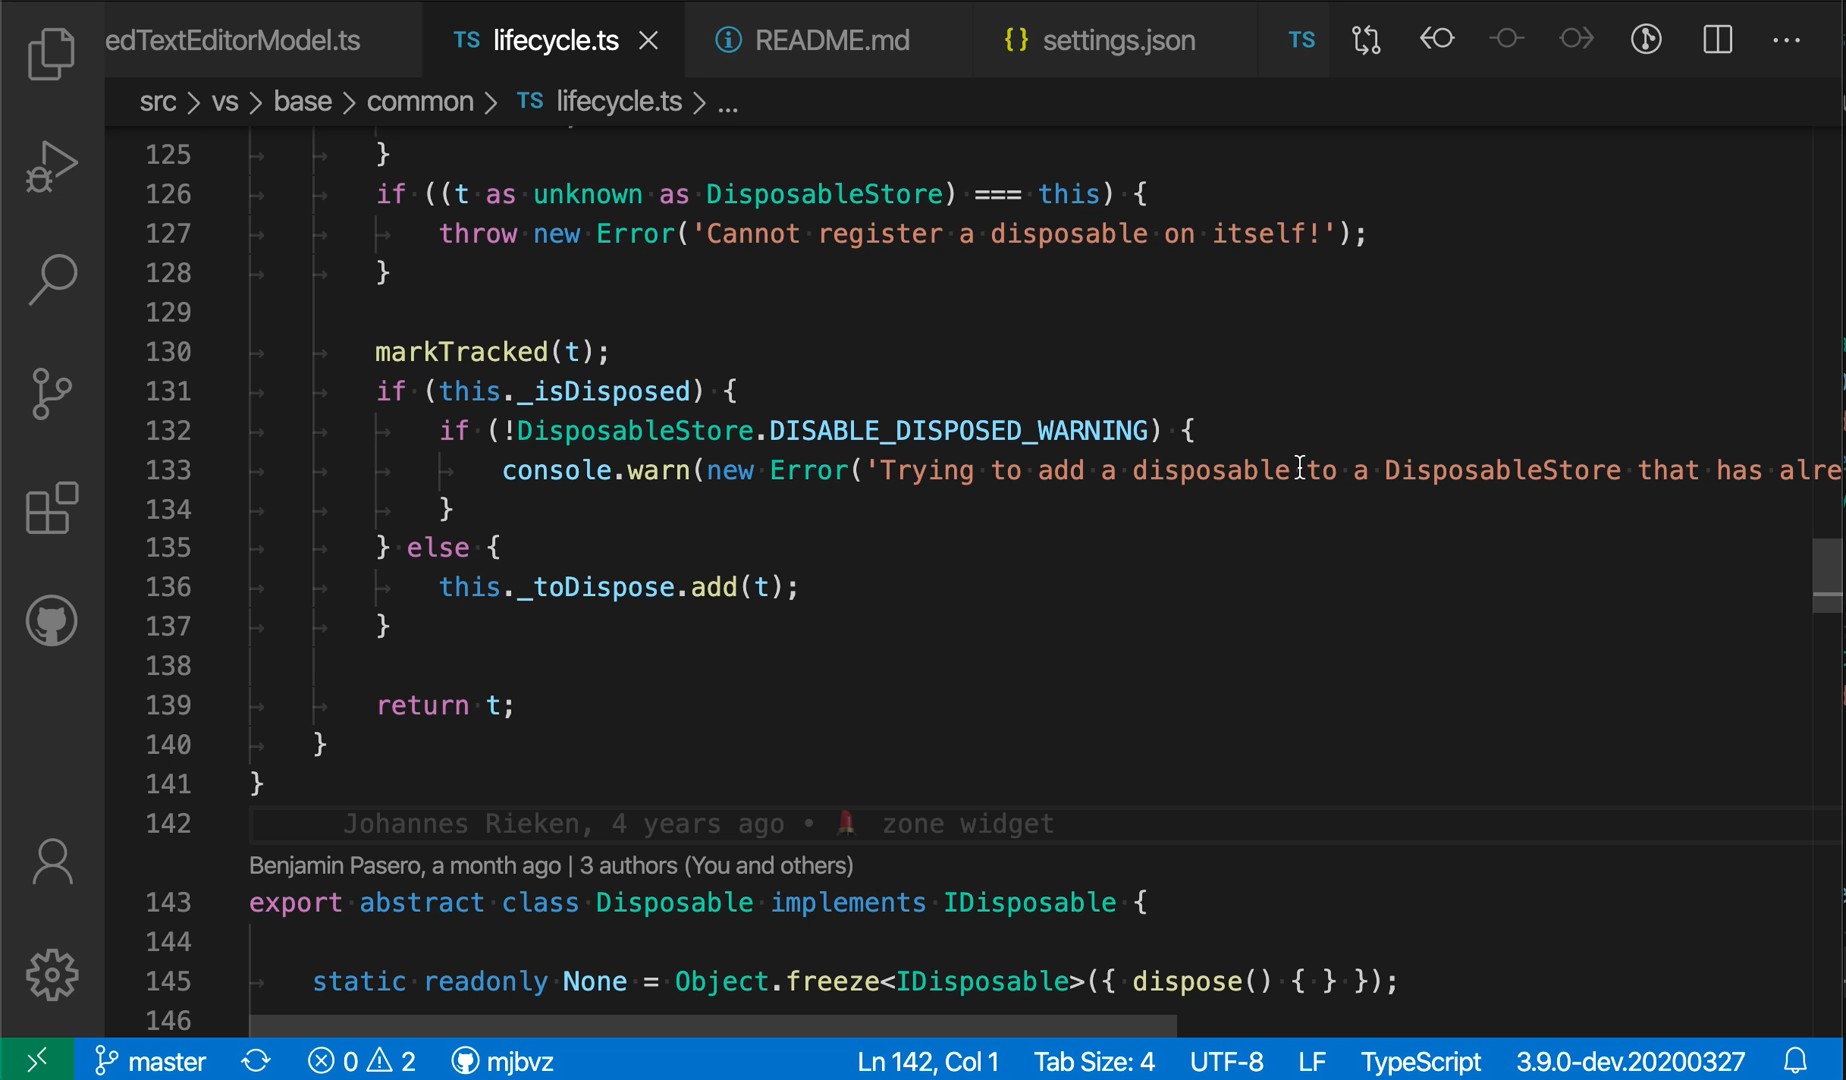 edTextEditorModel.ts
TS lifecycle.ts
README.md
{} settings.json
TS
src > vs > base > common > TS lifecycle.ts > ...
125 }
126 if ((t as unknown as DisposableStore) === this) {
127 throw new Error('Cannot register a disposable on itself!');
128 }
129
130 markTracked(t);
131 if (this._isDisposed) {
132 if (!DisposableStore.DISABLE_DISPOSED_WARNING) {
133 console.warn(new Error('Trying to add a disposable to a DisposableStore that has alre
134 }
135 } else {
136 this._toDispose.add(t);
137 }
138
139 return t;
140 }
141 }
142 Johannes Rieken, 4 years ago • 💄 zone widget
Benjamin Pasero, a month ago | 3 authors (You and others)
143 export abstract class Disposable implements IDisposable {
144
145 static readonly None = Object.freeze<IDisposable>({ dispose() { } });
146
master 0 2 mjbvz Ln 142, Col 1 Tab Size: 4 UTF-8 LF TypeScript 3.9.0-dev.20200327